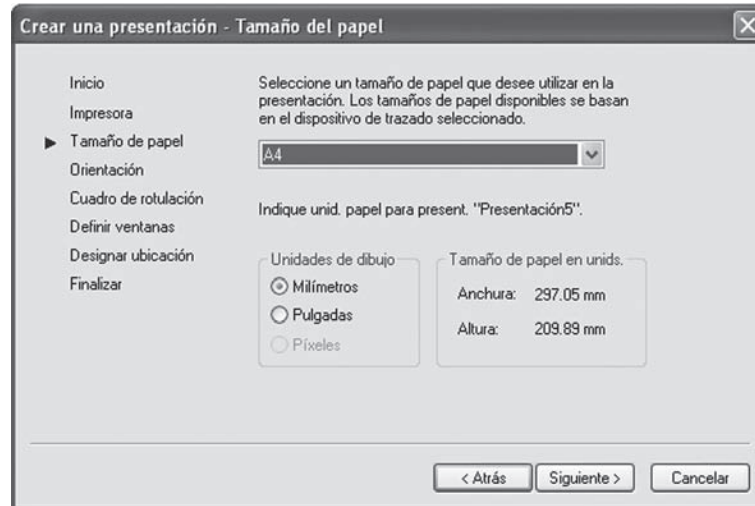 Crear una presentación - Tamaño del papel
Inicio
Impresora
Tamaño de papel
Orientación
Cuadro de rotulación
Definir ventanas
Designar ubicación
Finalizar
Seleccione un tamaño de papel que desee utilizar en la
presentación. Los tamaños de papel disponibles se basan
en el dispositivo de trazado seleccionado.
A4
Indique unid. papel para present. "Presentación5".
Unidades de dibujo
Milímetros
Pulgadas
Píxeles
Tamaño de papel en unids.
Anchura: 297.05 mm
Altura: 209.89 mm
< Atrás
Siguiente >
Cancelar